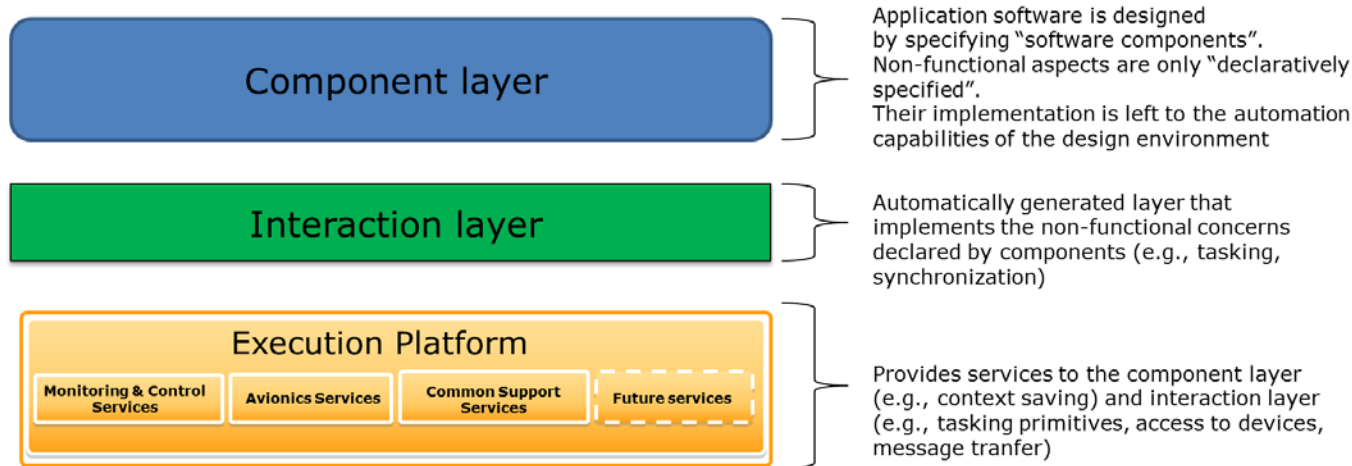 Component layer
Application software is designed
by specifying “software components”.
Non-functional aspects are only “declaratively
specified”.
Their implementation is left to the automation
capabilities of the design environment
Interaction layer
Automatically generated layer that
implements the non-functional concerns
declared by components (e.g., tasking,
synchronization)
Execution Platform
Monitoring & Control
Services
Avionics Services
Common Support
Services
Future services
Provides services to the component layer
(e.g., context saving) and interaction layer
(e.g., tasking primitives, access to devices,
message tranfer)